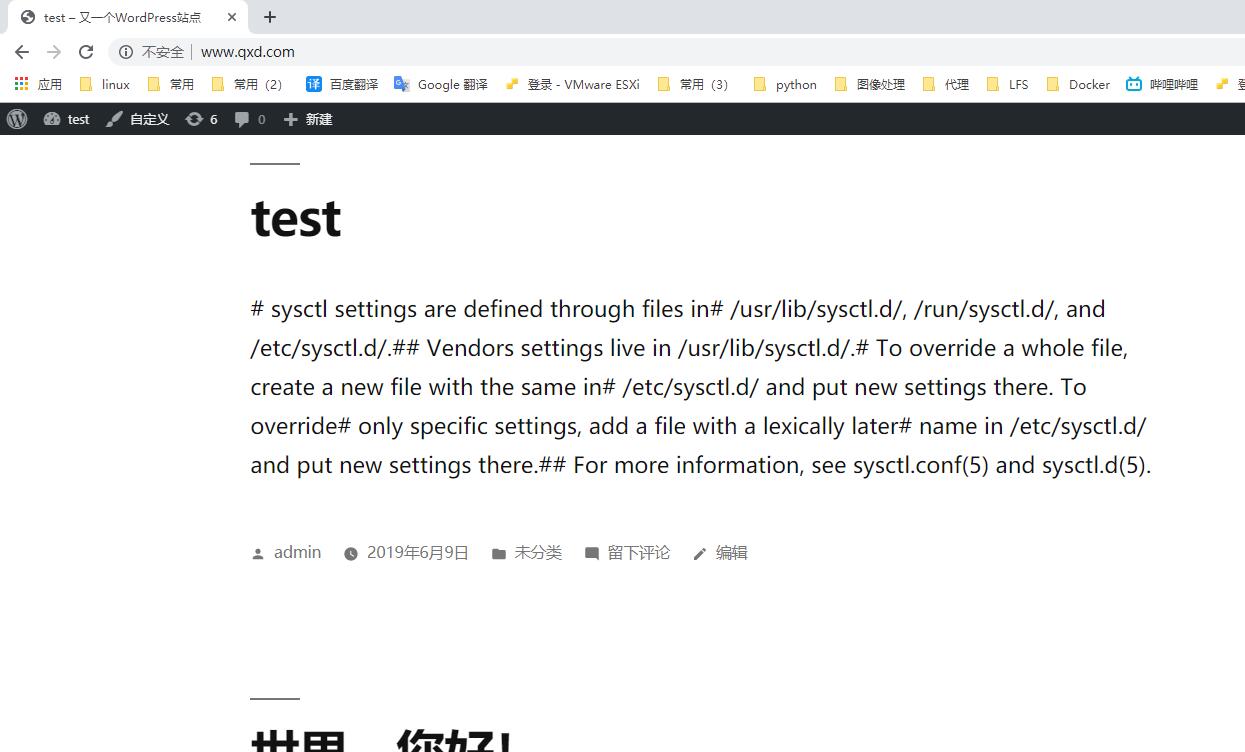 test – 又一个WordPress站点
不安全 www.qxd.com
应用 linux 常用 常用（2） 百度翻译 Google 翻译 登录 - VMware ESXi 常用（3） python 图像处理 代理 LFS Docker 哔哩哔哩
test 自定义 6 0 新建
test
# sysctl settings are defined through files in# /usr/lib/sysctl.d/, /run/sysctl.d/, and
/etc/sysctl.d/.## Vendors settings live in /usr/lib/sysctl.d/.# To override a whole file,
create a new file with the same in# /etc/sysctl.d/ and put new settings there. To
override# only specific settings, add a file with a lexically later# name in /etc/sysctl.d/
and put new settings there.## For more information, see sysctl.conf(5) and sysctl.d(5).
admin 2019年6月9日 未分类 留下评论 编辑
世界，您好！